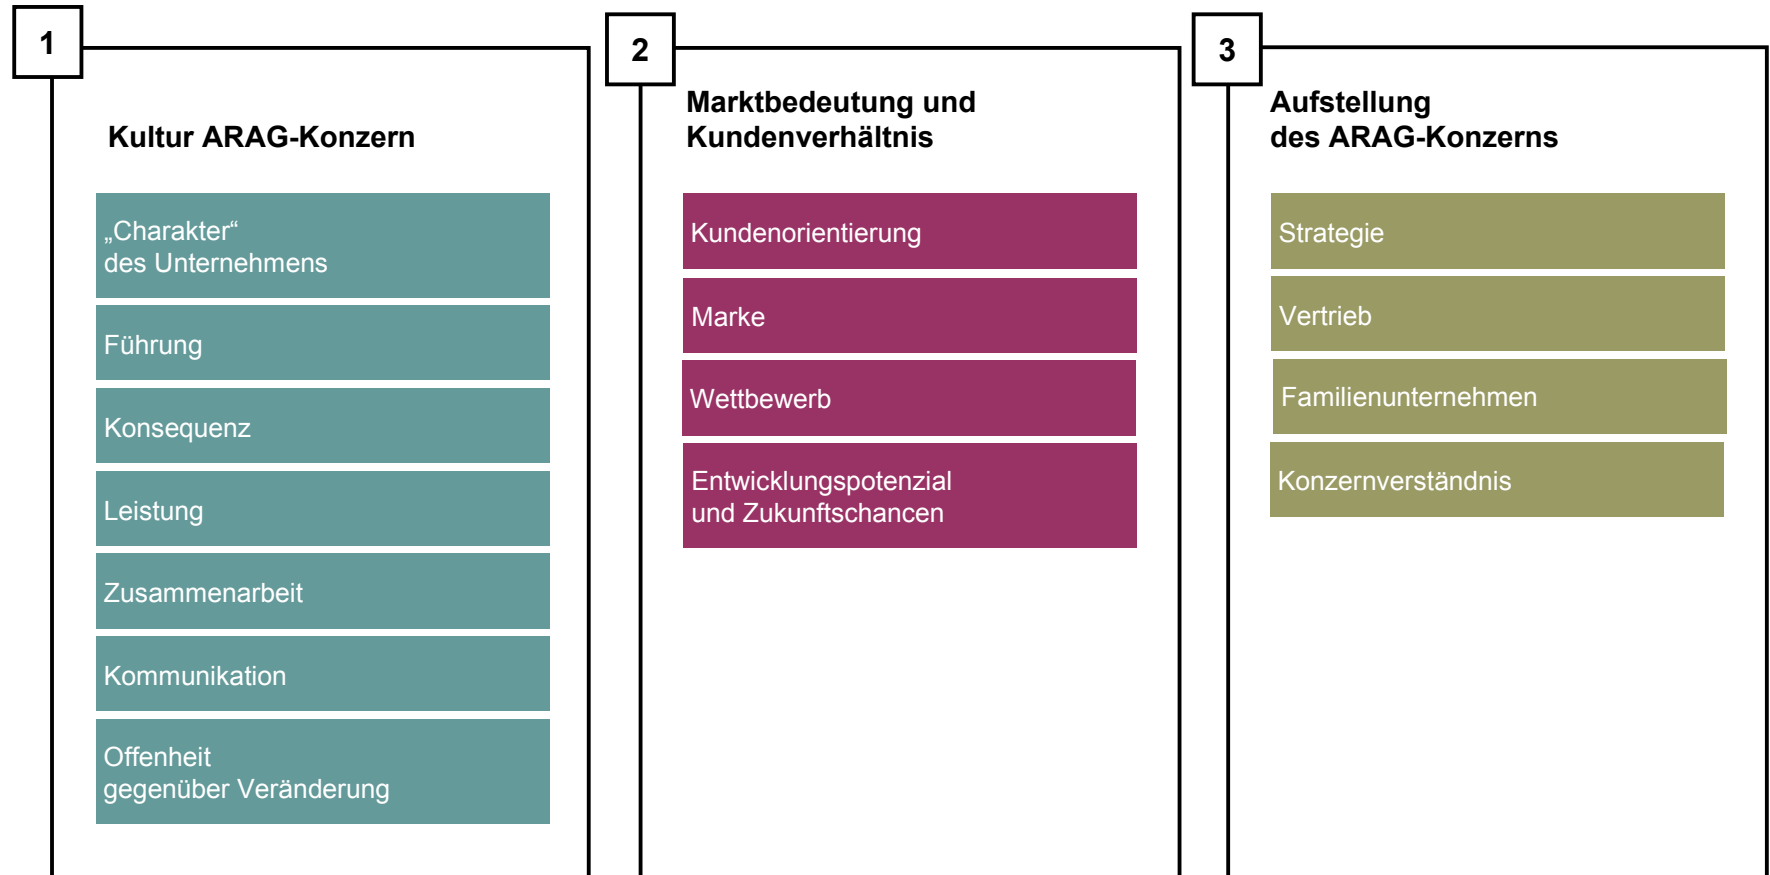 1
Kultur ARAG-Konzern
„Charakter“
des Unternehmens
Führung
Konsequenz
Leistung
Zusammenarbeit
Kommunikation
Offenheit
gegenüber Veränderung
2
Marktbedeutung und
Kundenverhältnis
Kundenorientierung
Marke
Wettbewerb
Entwicklungspotenzial
und Zukunftschancen
3
Aufstellung
des ARAG-Konzerns
Strategie
Vertrieb
Familienunternehmen
Konzernverständnis